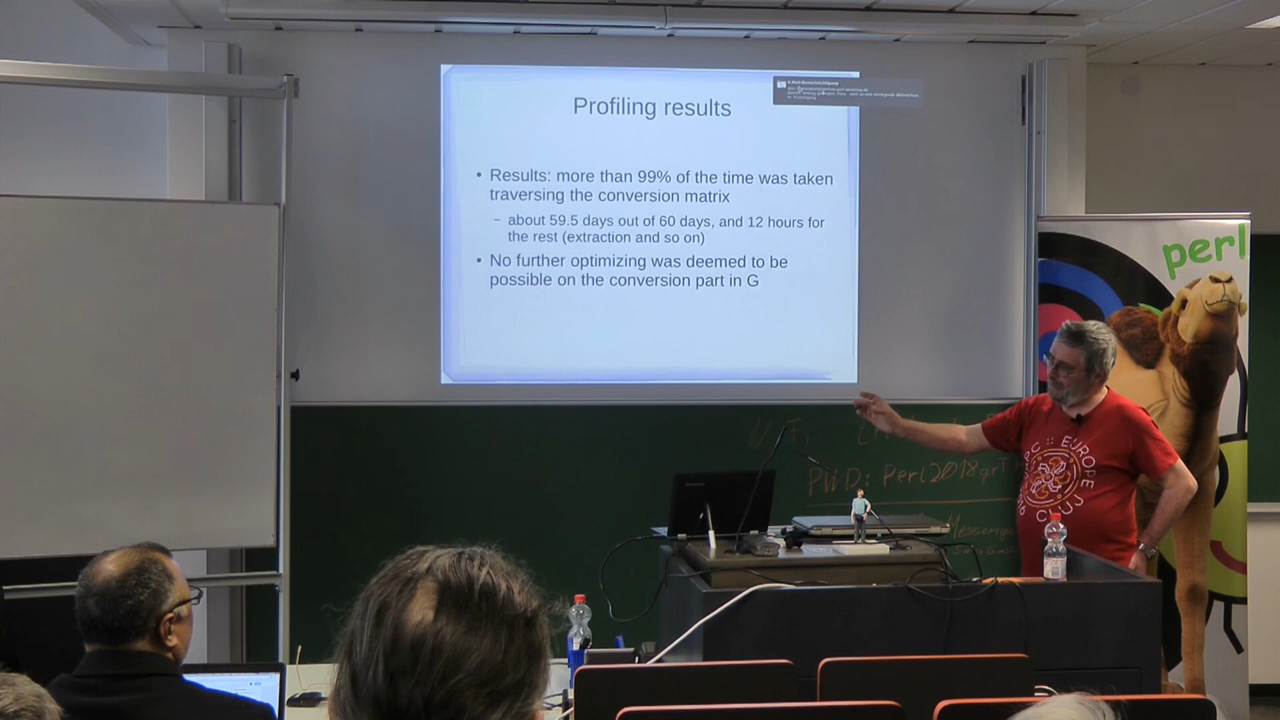 Profiling results
• Results: more than 99% of the time was taken
traversing the conversion matrix
– about 59.5 days out of 60 days, and 12 hours for
the rest (extraction and so on)
• No further optimizing was deemed to be
possible on the conversion part in G
perl
EUROPE
PWD: Perl2018gr